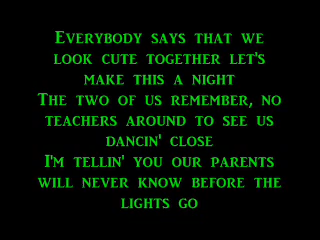 Everybody says that we
look cute together let's
make this a night
The two of us remember, no
teachers around to see us
dancin' close
I'm tellin' you our parents
will never know before the
lights go